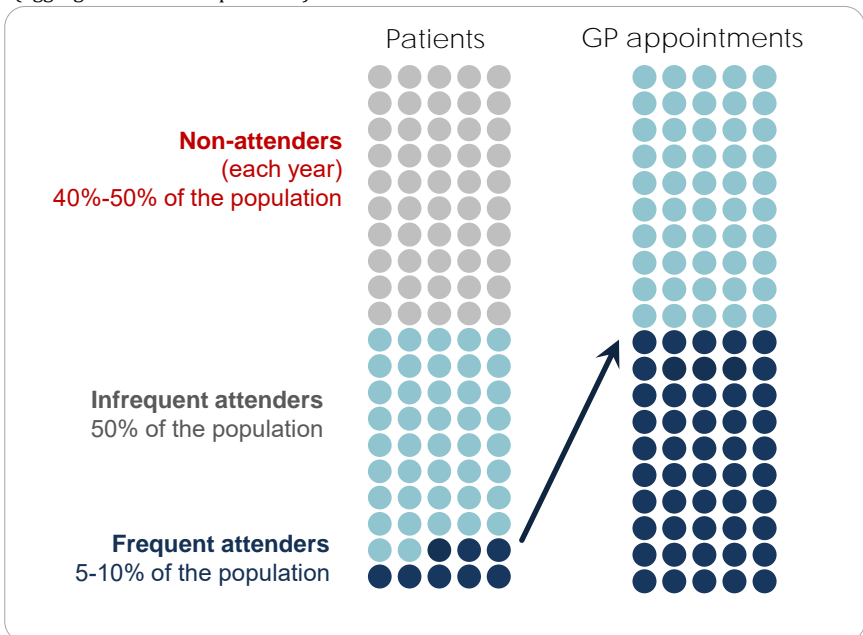 Patients
GP appointments
Non-attenders
(each year)
40%-50% of the population
Infrequent attenders
50% of the population
Frequent attenders
5-10% of the population